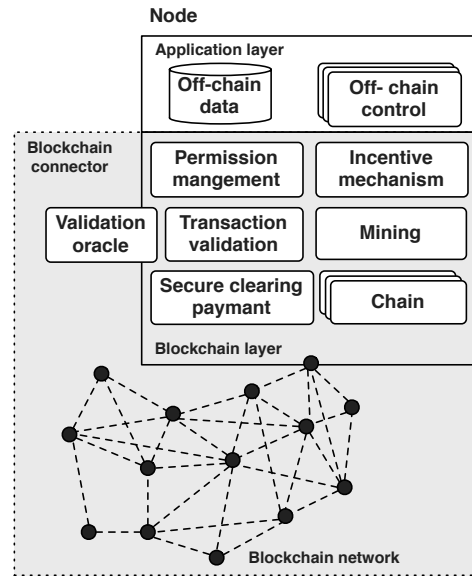 Node
Application layer
Off-chain
data
Off- chain
control
Blockchain
connector
Permission
mangement
Incentive
mechanism
Validation
oracle
Transaction
validation
Mining
Secure clearing
paymant
Chain
Blockchain layer
Blockchain network